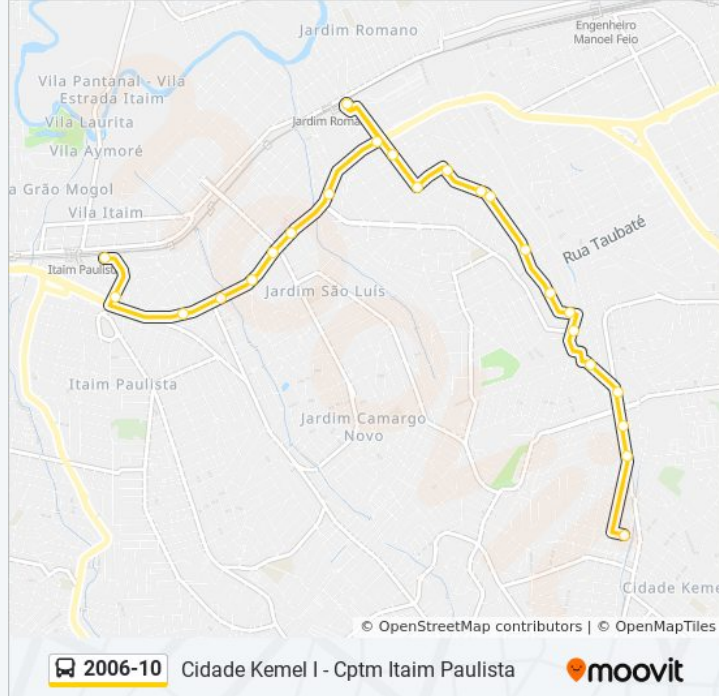 Jardim Romano
Engenheiro
Manoel Feio
Vila Pantanal - Vila
Estrada Itaim
Vila Laurita
Jardim Roma
Vila Aymoré
a Grão Mogol
Vila Itaim
Rua Taubaté
Itaim Paulist
Jardim São Luís
Itaim Paulista
Jardim Camargo
Novo
Cidade Keme
© OpenStreetMap contributors | © OpenMapTiles
2006-10 Cidade Kemel I - Cptm Itaim Paulista moovit